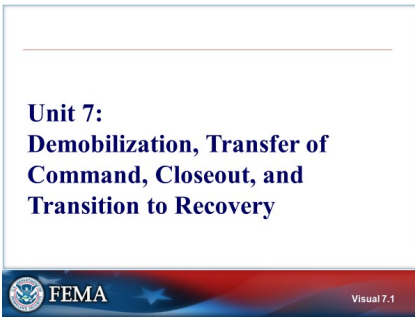 Unit 7:
Demobilization, Transfer of
Command, Closeout, and
Transition to Recovery
FEMA
Visual 7.1